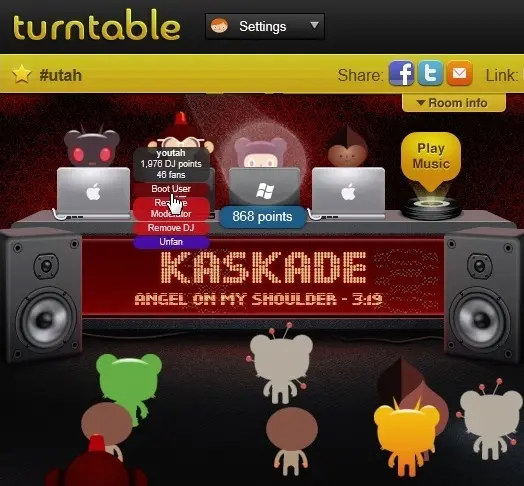 turntable
Settings
#utah
Share:
Link:
Room info
youtah
1,976 DJ points
46 fans
Boot User
Moderator
Remove DJ
Unfan
Play
Music
868 points
KASKADE
ANGEL ON MY SHOULDER - 3:19